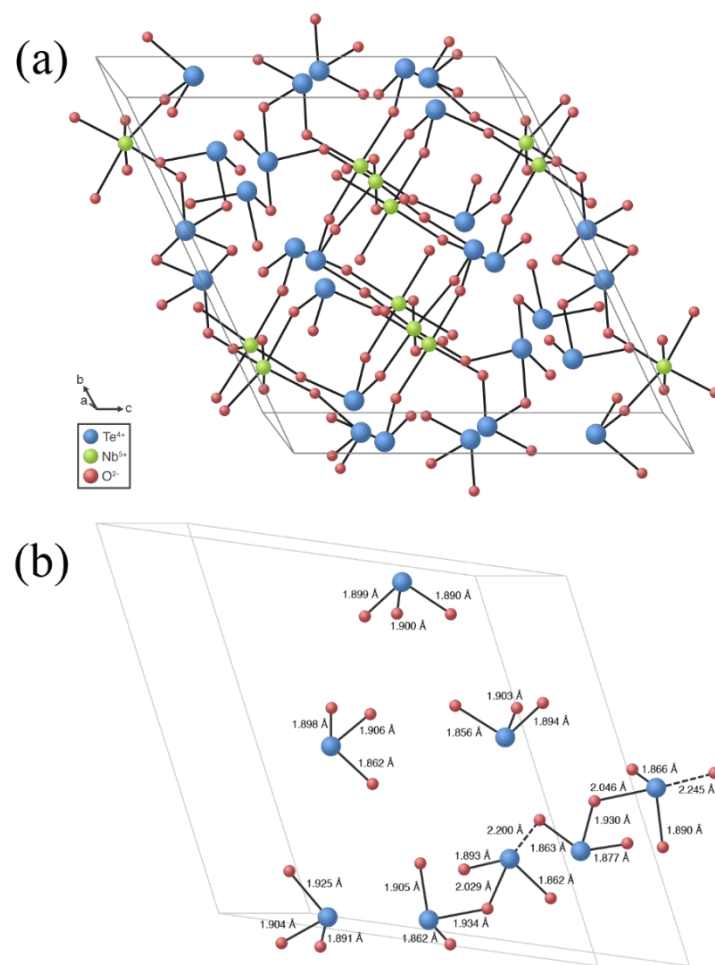 (a)
b
a
c
Te⁴⁺
Nb⁵⁺
O²⁻
(b)
1.899 Å
1.890 Å
1.900 Å
1.898 Å
1.906 Å
1.862 Å
1.903 Å
1.856 Å
1.894 Å
1.866 Å
2.046 Å
2.245 Å
1.930 Å
2.200 Å
1.863 Å
1.890 Å
1.893 Å
1.877 Å
1.862 Å
1.925 Å
1.905 Å
2.029 Å
1.934 Å
1.904 Å
1.891 Å
1.862 Å